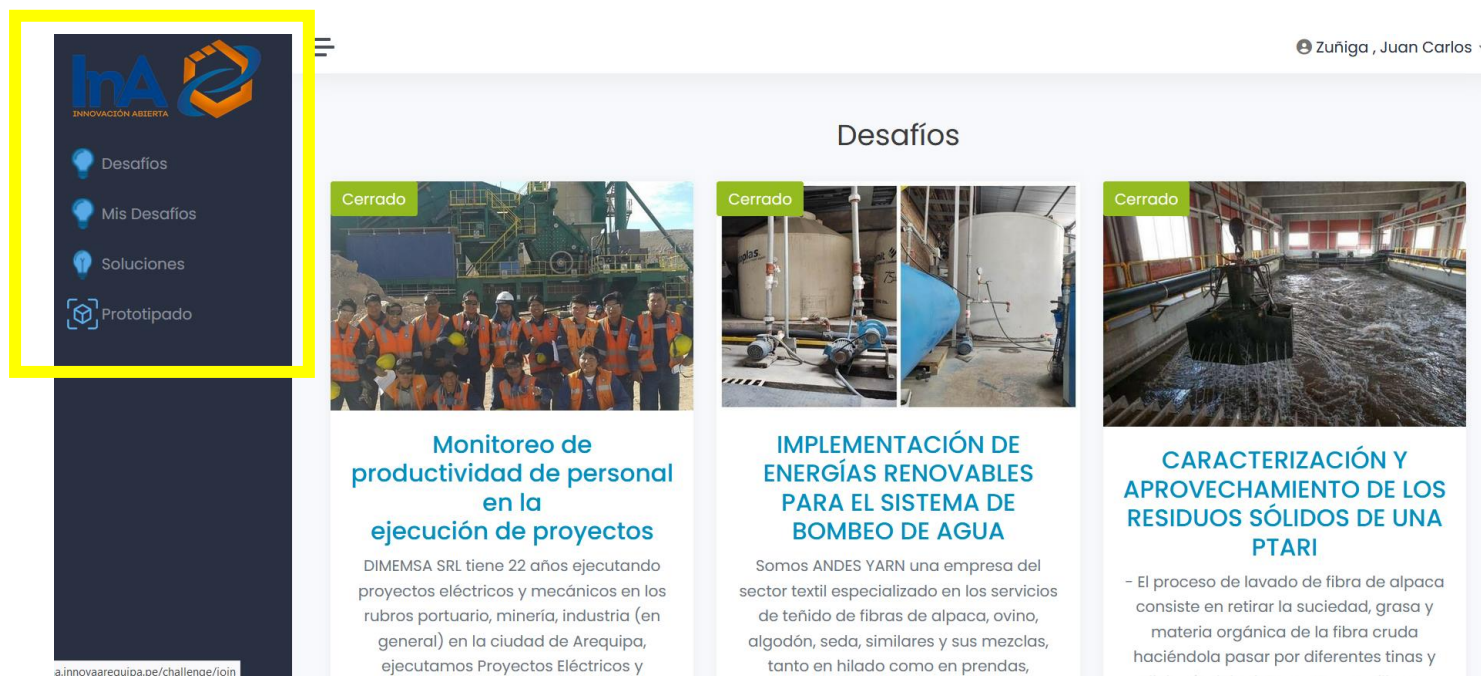 InA
INNOVACIÓN ABIERTA
Desafíos
Mis Desafíos
Soluciones
Prototipado
Zuñiga , Juan Carlos
Desafíos
Cerrado
Monitoreo de
productividad de personal
en la
ejecución de proyectos
DIMEMSA SRL tiene 22 años ejecutando
proyectos eléctricos y mecánicos en los
rubros portuario, minería, industria (en
general) en la ciudad de Arequipa,
ejecutamos Proyectos Eléctricos y
Cerrado
IMPLEMENTACIÓN DE
ENERGÍAS RENOVABLES
PARA EL SISTEMA DE
BOMBEO DE AGUA
Somos ANDES YARN una empresa del
sector textil especializado en los servicios
de teñido de fibras de alpaca, ovino,
algodón, seda, similares y sus mezclas,
tanto en hilado como en prendas,
Cerrado
CARACTERIZACIÓN Y
APROVECHAMIENTO DE LOS
RESIDUOS SÓLIDOS DE UNA
PTARI
- El proceso de lavado de fibra de alpaca
consiste en retirar la suciedad, grasa y
materia orgánica de la fibra cruda
haciéndola pasar por diferentes tinas y
a.innovaarequipa.pe/challenge/join